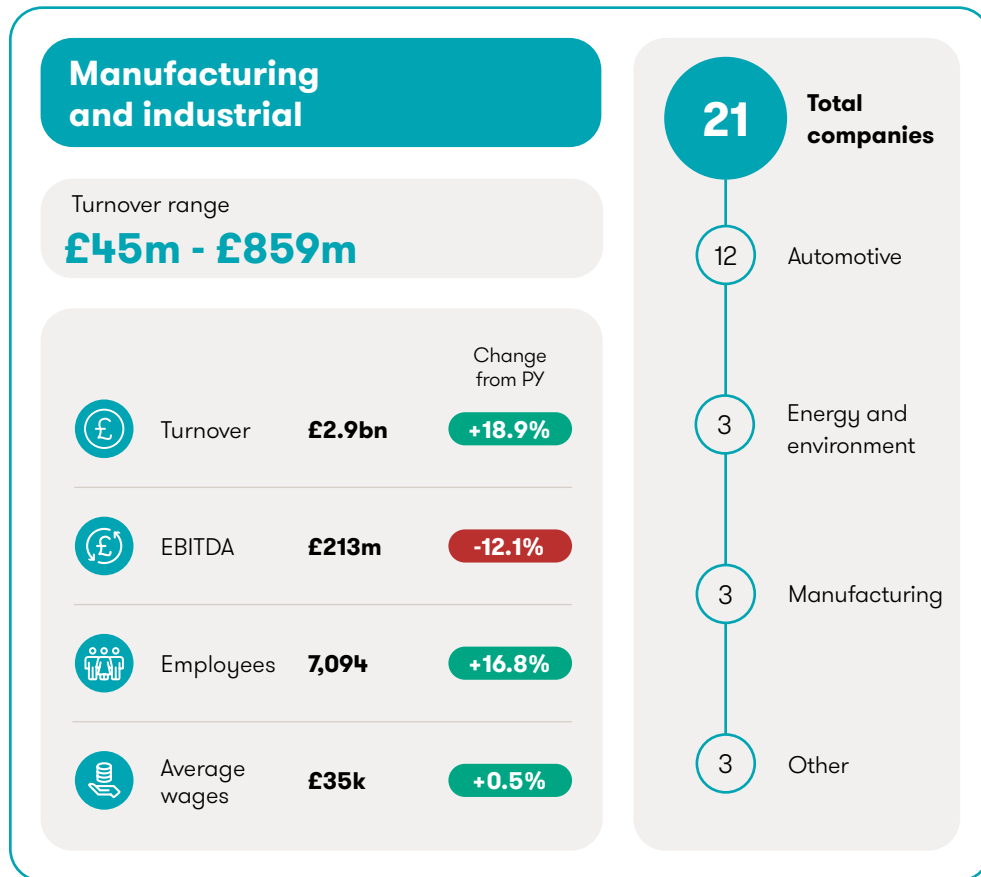 Manufacturing
and industrial
Turnover range
£45m - £859m
Change
from PY
£
Turnover £2.9bn +18.9%
£
EBITDA £213m -12.1%
Employees 7,094 +16.8%
Average
wages £35k +0.5%
21 Total
companies
12 Automotive
3 Energy and
environment
3 Manufacturing
3 Other